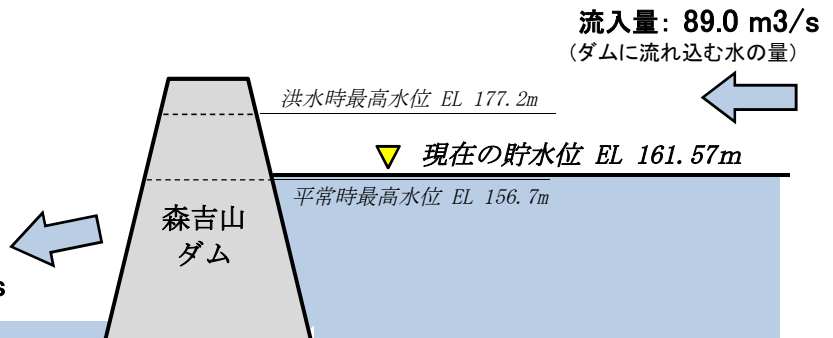 流入量: 89.0 m3/s
(ダムに流れ込む水の量)
洪水時最高水位 EL 177.2m
現在の貯水位 EL 161.57m
平常時最高水位 EL 156.7m
森吉山
ダム
s